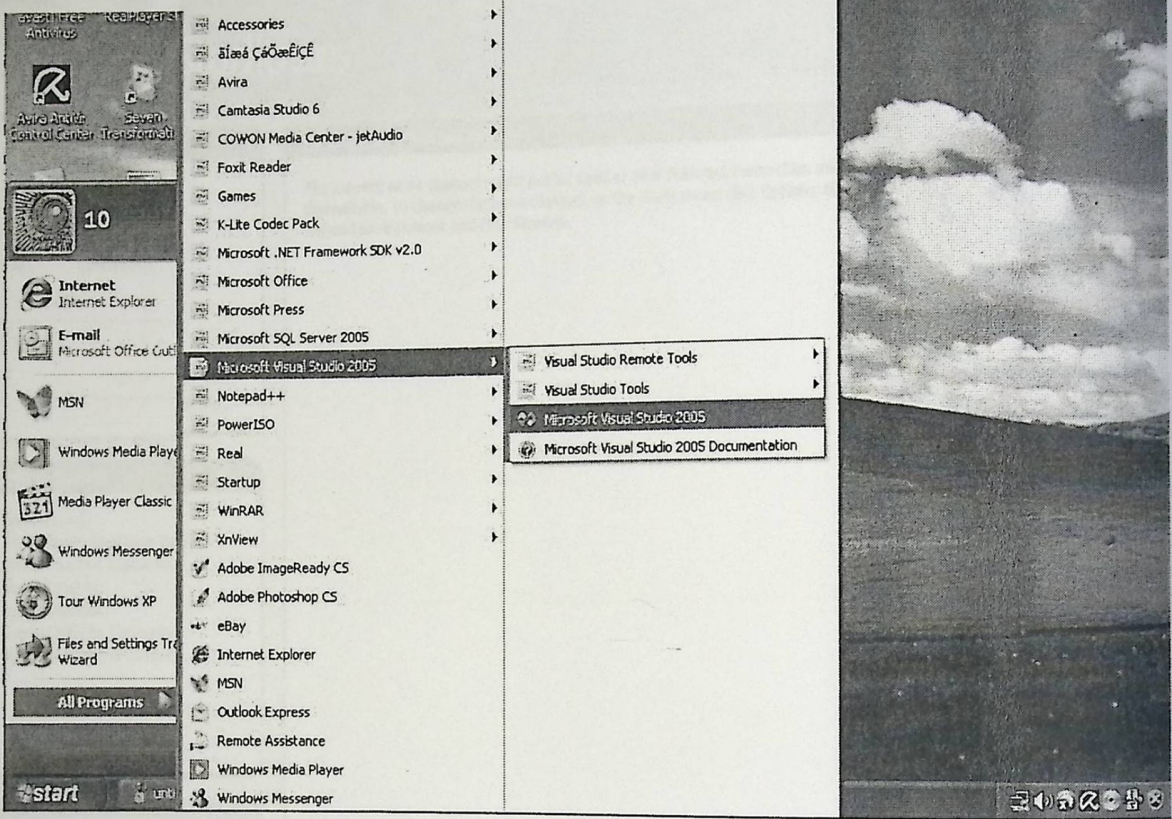 avast! Free
Antivirus
RealPlayer S
Avira AntiVir
Control Center
Seven
Transformati
10
Internet
Internet Explorer
E-mail
Microsoft Office Outl
MSN
Windows Media Playe
Media Player Classic
Windows Messenger
Tour Windows XP
Files and Settings Tra
Wizard
All Programs
start
unti
Accessories
ãÍæá ÇáÕæÊíÇÊ
Avira
Camtasia Studio 6
COWON Media Center - jetAudio
Foxit Reader
Games
K-Lite Codec Pack
Microsoft .NET Framework SDK v2.0
Microsoft Office
Microsoft Press
Microsoft SQL Server 2005
Microsoft Visual Studio 2005
Notepad++
PowerISO
Real
Startup
WinRAR
XnView
Adobe ImageReady CS
Adobe Photoshop CS
eBay
Internet Explorer
MSN
Outlook Express
Remote Assistance
Windows Media Player
Windows Messenger
Visual Studio Remote Tools
Visual Studio Tools
Microsoft Visual Studio 2005
Microsoft Visual Studio 2005 Documentation